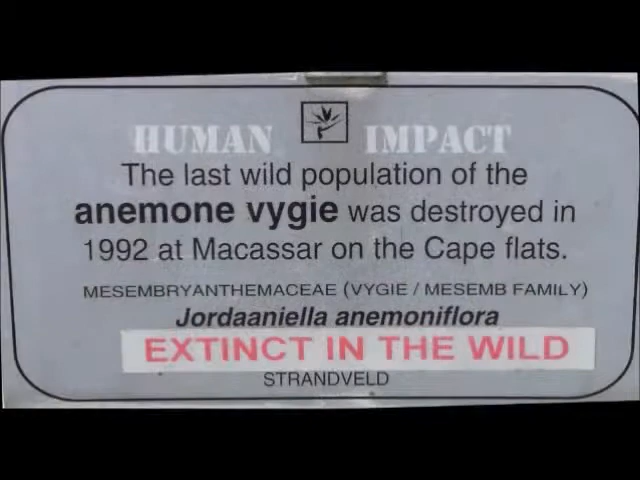 HUMAN IMPACT
The last wild population of the
anemone vygie was destroyed in
1992 at Macassar on the Cape flats.
MESEMBRYANTHEMACEAE (VYGIE / MESEMB FAMILY)
Jordaaniella anemoniflora
EXTINCT IN THE WILD
STRANDVELD